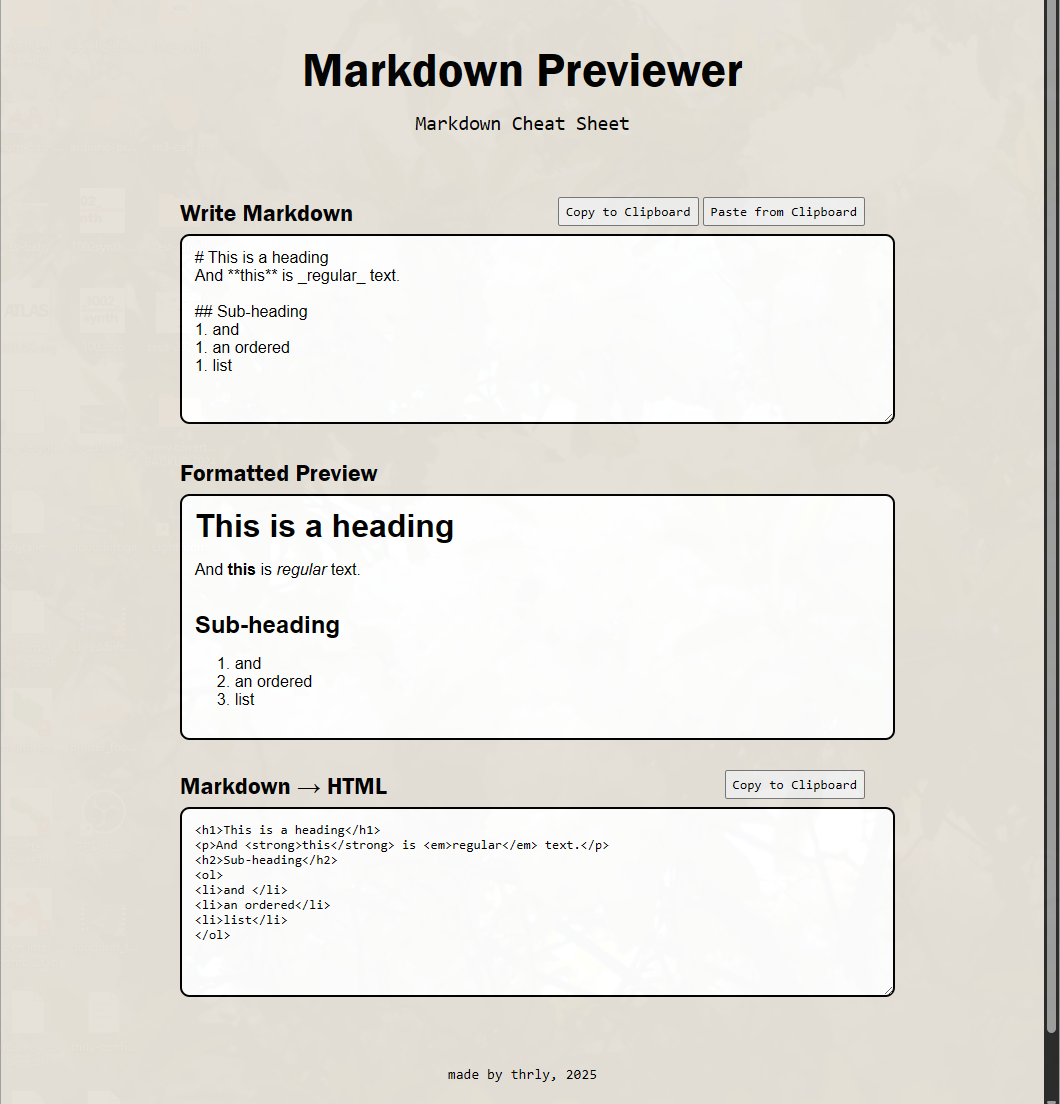 Markdown Previewer
Markdown Cheat Sheet
Write Markdown
Copy to Clipboard
Paste from Clipboard
# This is a heading
And **this** is _regular_ text.
## Sub-heading
1. and
1. an ordered
1. list
Formatted Preview
This is a heading
And this is regular text.
Sub-heading
1. and
2. an ordered
3. list
Markdown → HTML
Copy to Clipboard
<h1>This is a heading</h1>
<p>And <strong>this</strong> is <em>regular</em> text.</p>
<h2>Sub-heading</h2>
<ol>
<li>and </li>
<li>an ordered</li>
<li>list</li>
</ol>
made by thrly, 2025